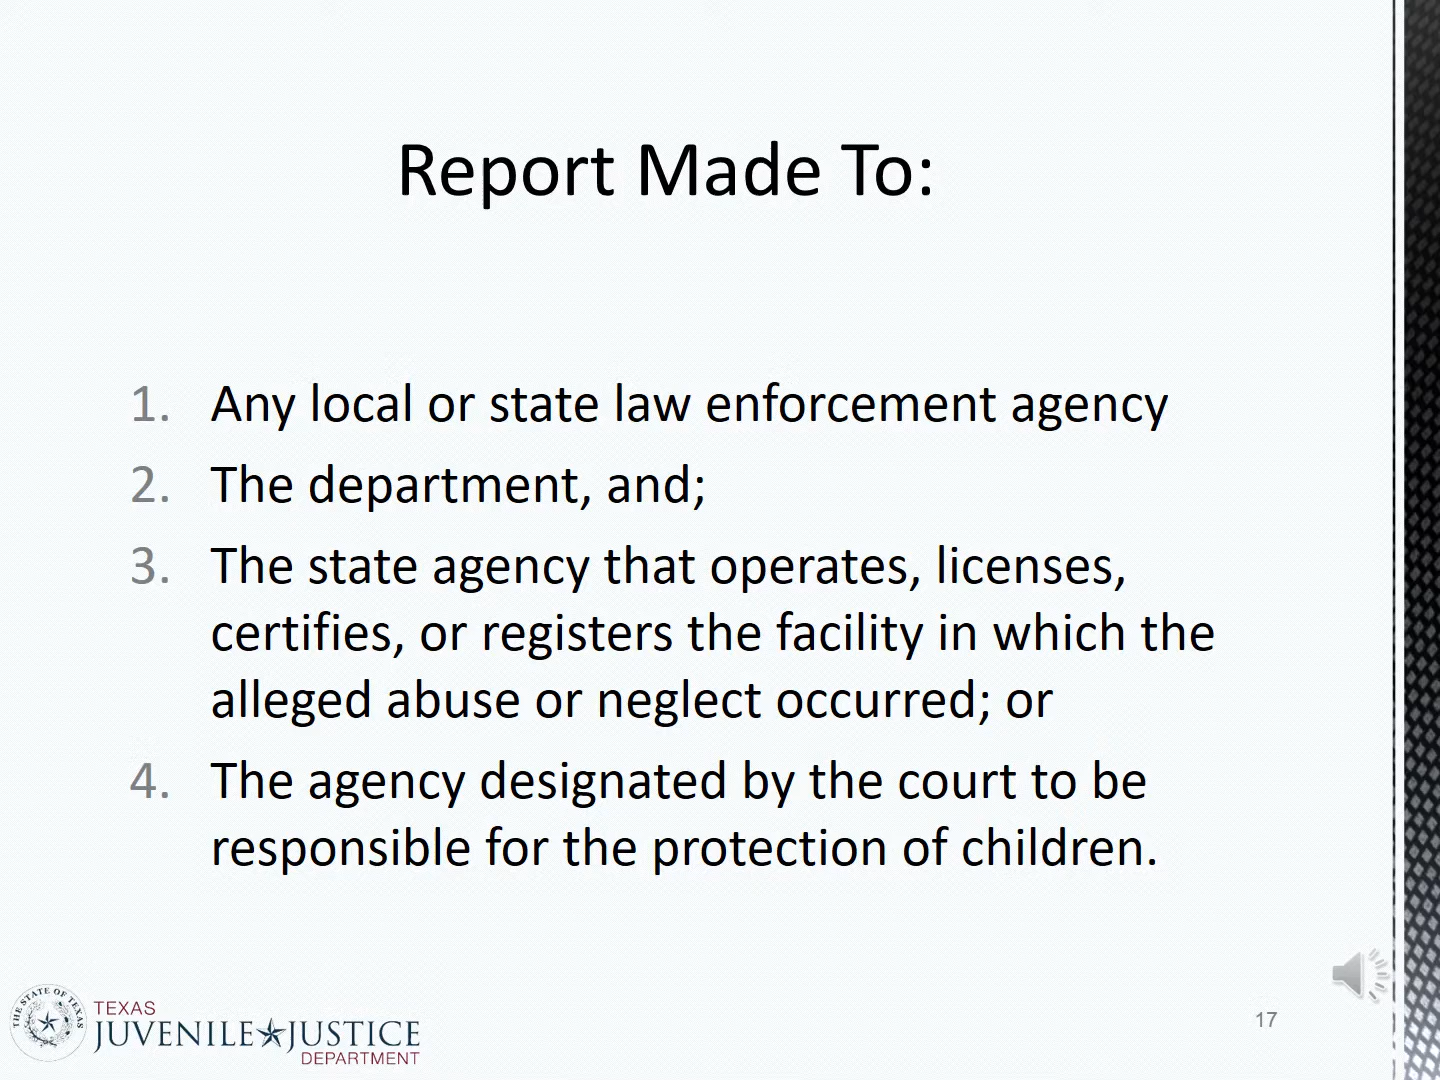 Report Made To:
1. Any local or state law enforcement agency
2. The department, and;
3. The state agency that operates, licenses,
certifies, or registers the facility in which the
alleged abuse or neglect occurred; or
4. The agency designated by the court to be
responsible for the protection of children.
THE STATE OF TEXAS
TEXAS
JUVENILE JUSTICE
DEPARTMENT
17